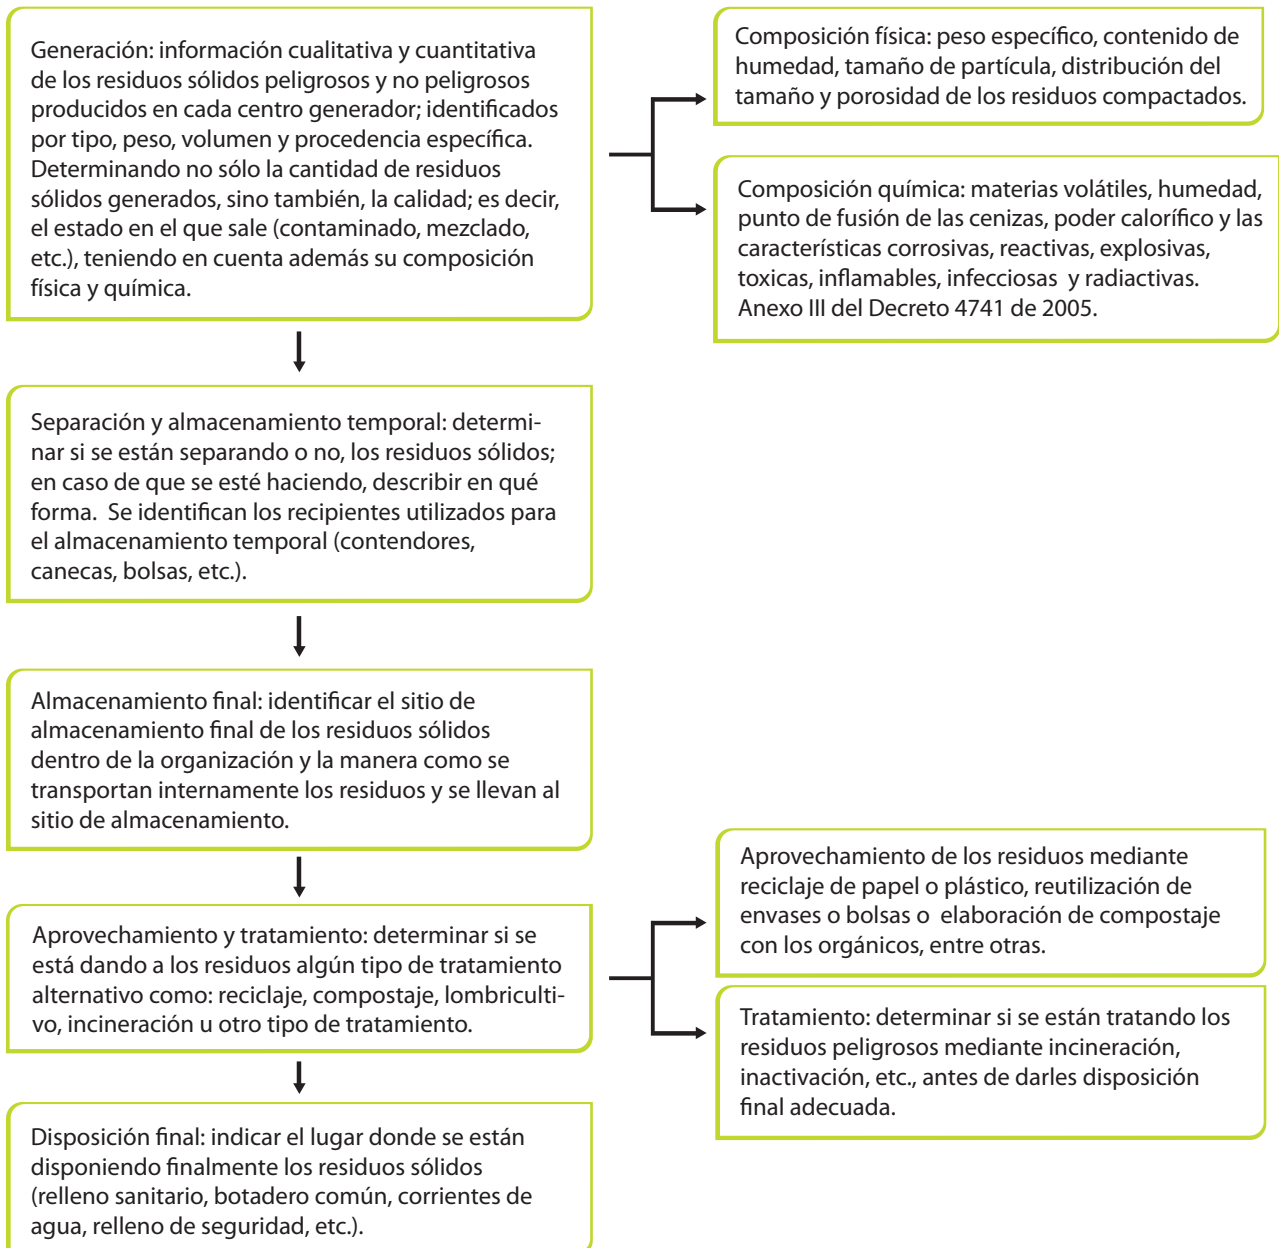 Generación: información cualitativa y cuantitativa
de los residuos sólidos peligrosos y no peligrosos
producidos en cada centro generador; identificados
por tipo, peso, volumen y procedencia específica.
Determinando no sólo la cantidad de residuos
sólidos generados, sino también, la calidad; es decir,
el estado en el que sale (contaminado, mezclado,
etc.), teniendo en cuenta además su composición
física y química.
Composición física: peso específico, contenido de
humedad, tamaño de partícula, distribución del
tamaño y porosidad de los residuos compactados.
Composición química: materias volátiles, humedad,
punto de fusión de las cenizas, poder calorífico y las
características corrosivas, reactivas, explosivas,
toxicas, inflamables, infecciosas y radiactivas.
Anexo III del Decreto 4741 de 2005.
Separación y almacenamiento temporal: determi-
nar si se están separando o no, los residuos sólidos;
en caso de que se esté haciendo, describir en qué
forma. Se identifican los recipientes utilizados para
el almacenamiento temporal (contendores,
canecas, bolsas, etc.).
Almacenamiento final: identificar el sitio de
almacenamiento final de los residuos sólidos
dentro de la organización y la manera como se
transportan internamente los residuos y se llevan al
sitio de almacenamiento.
Aprovechamiento y tratamiento: determinar si se
está dando a los residuos algún tipo de tratamiento
alternativo como: reciclaje, compostaje, lombriculti-
vo, incineración u otro tipo de tratamiento.
Aprovechamiento de los residuos mediante
reciclaje de papel o plástico, reutilización de
envases o bolsas o elaboración de compostaje
con los orgánicos, entre otras.
Tratamiento: determinar si se están tratando los
residuos peligrosos mediante incineración,
inactivación, etc., antes de darles disposición
final adecuada.
Disposición final: indicar el lugar donde se están
disponiendo finalmente los residuos sólidos
(relleno sanitario, botadero común, corrientes de
agua, relleno de seguridad, etc.).